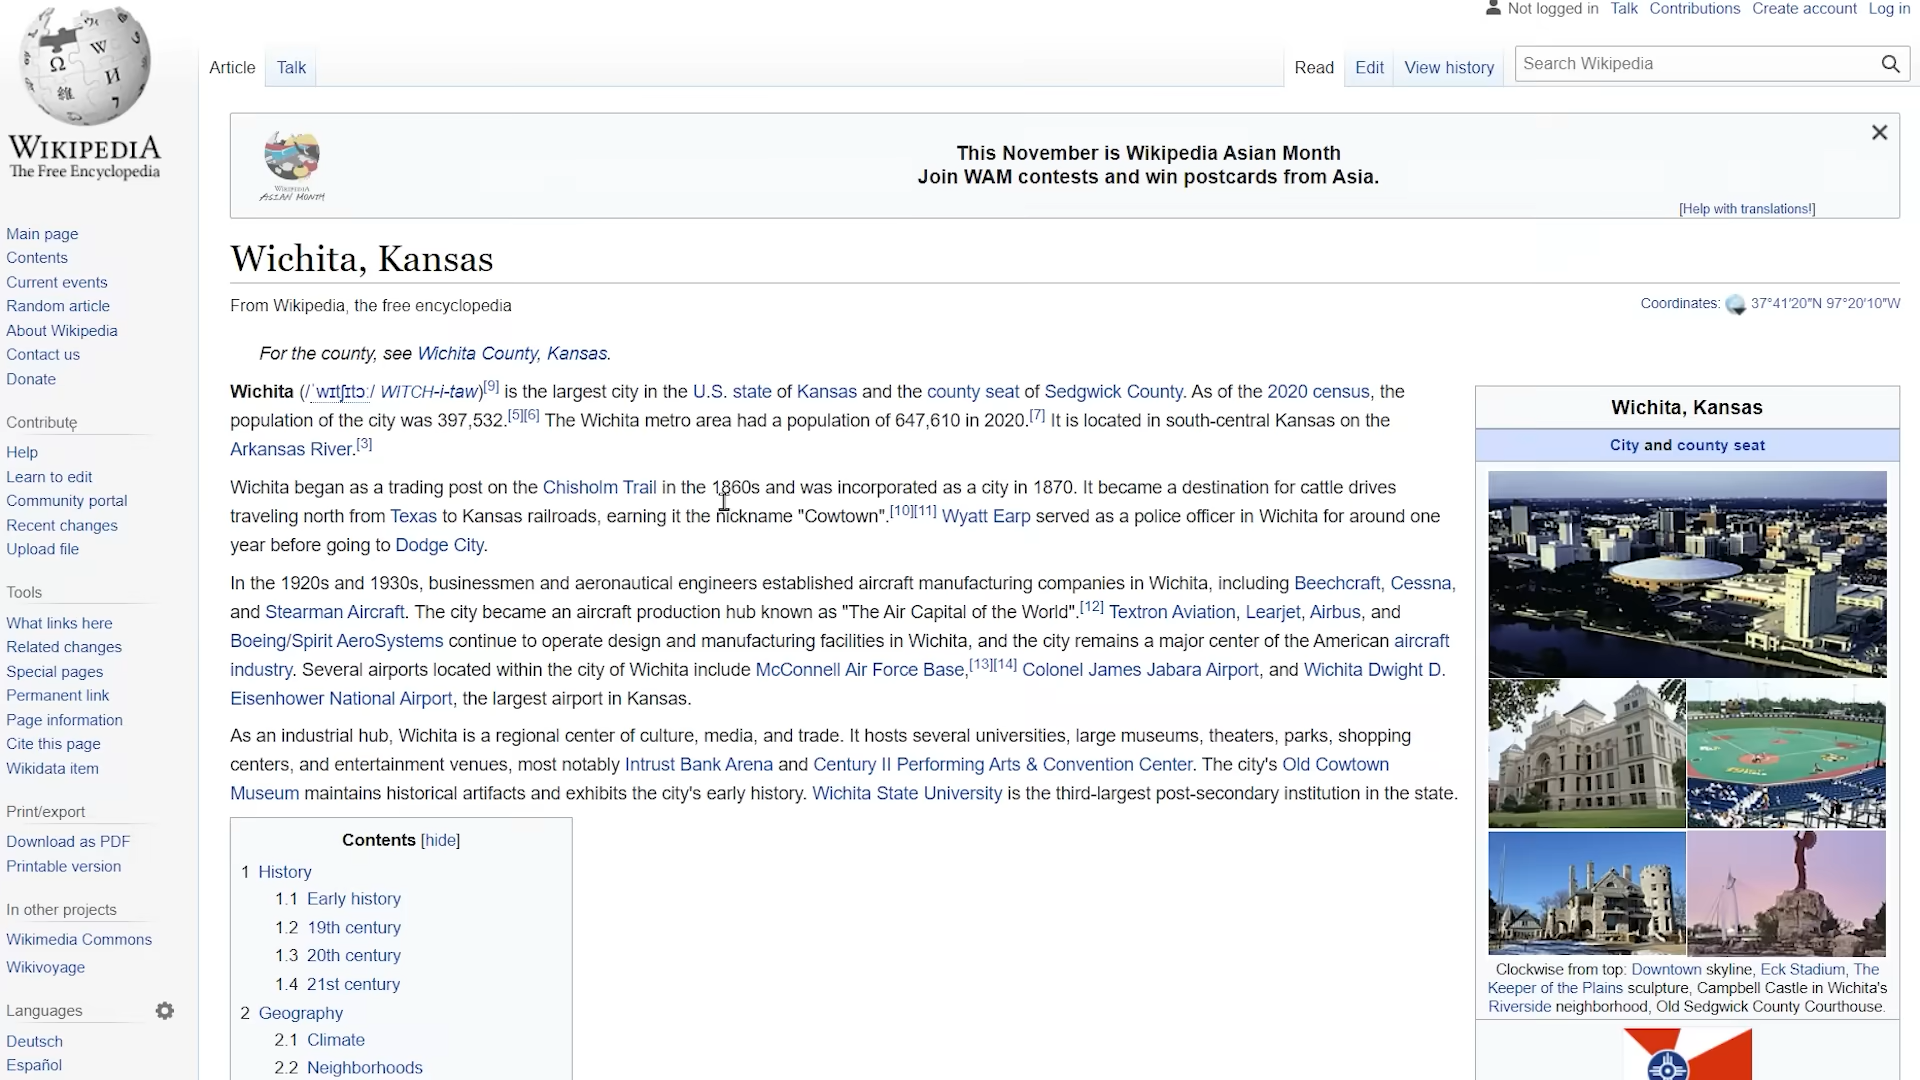 Not logged in Talk Contributions Create account Log in
Article Talk Read Edit View history Search Wikipedia
WIKIPEDIA
The Free Encyclopedia
This November is Wikipedia Asian Month
Join WAM contests and win postcards from Asia.
WIKIPEDIA
ASIAN MONTH
[Help with translations!]
Main page
Contents
Current events
Random article
About Wikipedia
Contact us
Donate
Contribute
Help
Learn to edit
Community portal
Recent changes
Upload file
Tools
What links here
Related changes
Special pages
Permanent link
Page information
Cite this page
Wikidata item
Print/export
Download as PDF
Printable version
In other projects
Wikimedia Commons
Wikivoyage
Languages
Deutsch
Español
Wichita, Kansas
From Wikipedia, the free encyclopedia
Coordinates: 37°41′20″N 97°20′10″W
For the county, see Wichita County, Kansas.
Wichita (/ˈwɪtʃɪtɔː/ WITCH-i-taw)[9] is the largest city in the U.S. state of Kansas and the county seat of Sedgwick County. As of the 2020 census, the
population of the city was 397,532.[5][6] The Wichita metro area had a population of 647,610 in 2020.[7] It is located in south-central Kansas on the
Arkansas River.[3]
Wichita began as a trading post on the Chisholm Trail in the 1860s and was incorporated as a city in 1870. It became a destination for cattle drives
traveling north from Texas to Kansas railroads, earning it the nickname "Cowtown".[10][11] Wyatt Earp served as a police officer in Wichita for around one
year before going to Dodge City.
In the 1920s and 1930s, businessmen and aeronautical engineers established aircraft manufacturing companies in Wichita, including Beechcraft, Cessna,
and Stearman Aircraft. The city became an aircraft production hub known as "The Air Capital of the World".[12] Textron Aviation, Learjet, Airbus, and
Boeing/Spirit AeroSystems continue to operate design and manufacturing facilities in Wichita, and the city remains a major center of the American aircraft
industry. Several airports located within the city of Wichita include McConnell Air Force Base,[13][14] Colonel James Jabara Airport, and Wichita Dwight D.
Eisenhower National Airport, the largest airport in Kansas.
As an industrial hub, Wichita is a regional center of culture, media, and trade. It hosts several universities, large museums, theaters, parks, shopping
centers, and entertainment venues, most notably Intrust Bank Arena and Century II Performing Arts & Convention Center. The city's Old Cowtown
Museum maintains historical artifacts and exhibits the city's early history. Wichita State University is the third-largest post-secondary institution in the state.
Contents [hide]
1 History
1.1 Early history
1.2 19th century
1.3 20th century
1.4 21st century
2 Geography
2.1 Climate
2.2 Neighborhoods
Wichita, Kansas
City and county seat
Clockwise from top: Downtown skyline, Eck Stadium, The
Keeper of the Plains sculpture, Campbell Castle in Wichita's
Riverside neighborhood, Old Sedgwick County Courthouse.